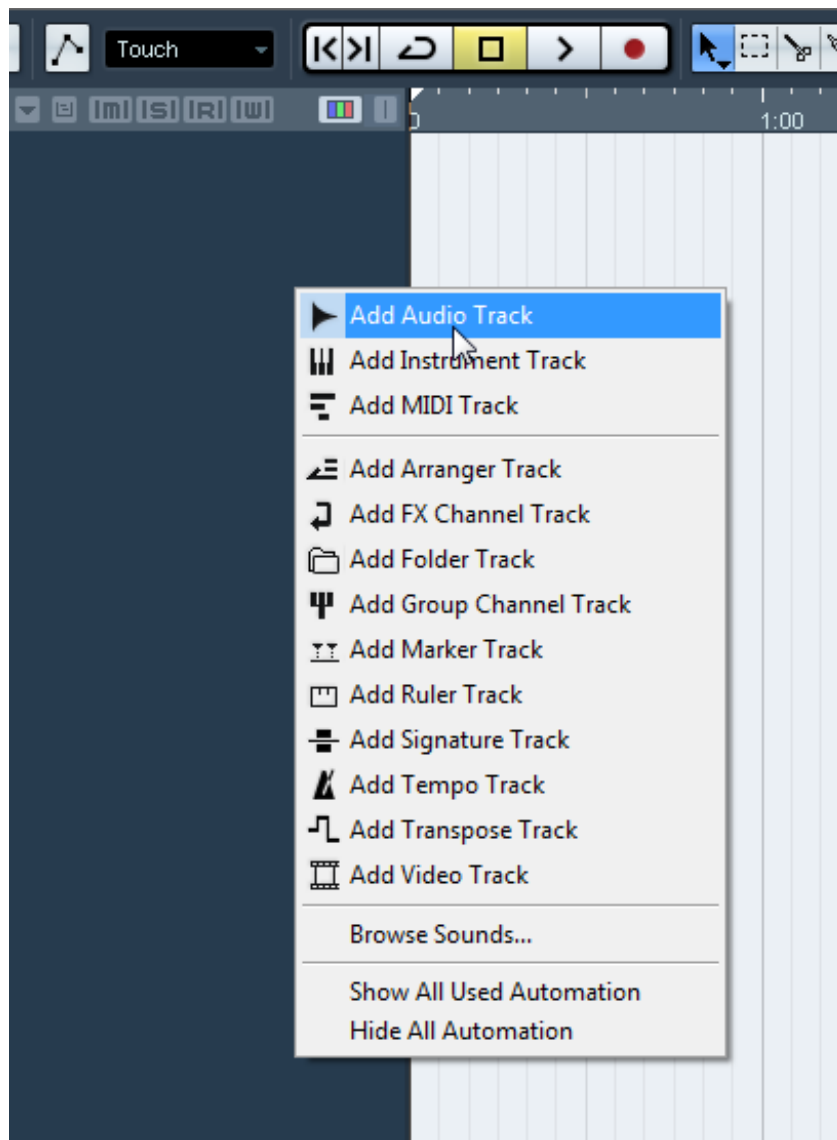 Touch
m S R W
0 1:00
Add Audio Track
Add Instrument Track
Add MIDI Track
Add Arranger Track
Add FX Channel Track
Add Folder Track
Add Group Channel Track
Add Marker Track
Add Ruler Track
Add Signature Track
Add Tempo Track
Add Transpose Track
Add Video Track
Browse Sounds...
Show All Used Automation
Hide All Automation